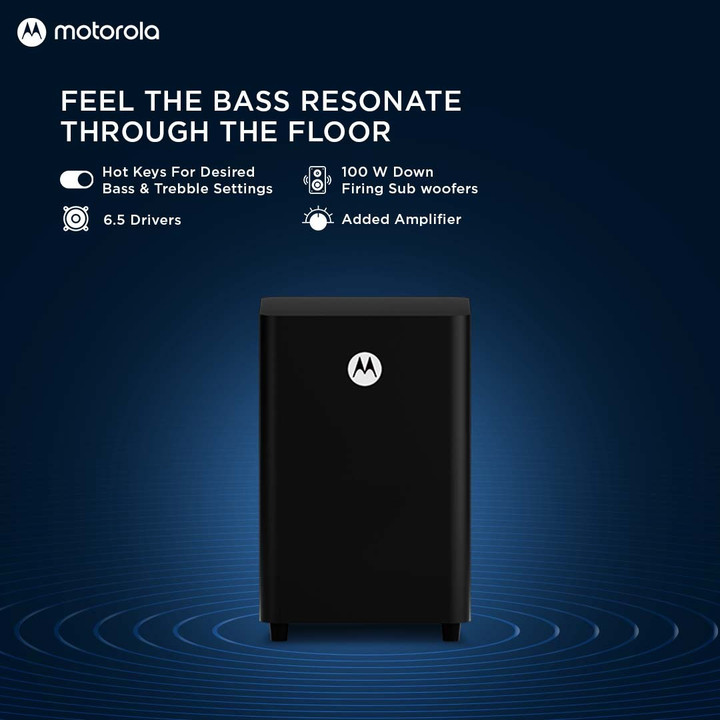 motorola
FEEL THE BASS RESONATE
THROUGH THE FLOOR
Hot Keys For Desired
Bass & Trebble Settings
100 W Down
Firing Sub woofers
6.5 Drivers
Added Amplifier